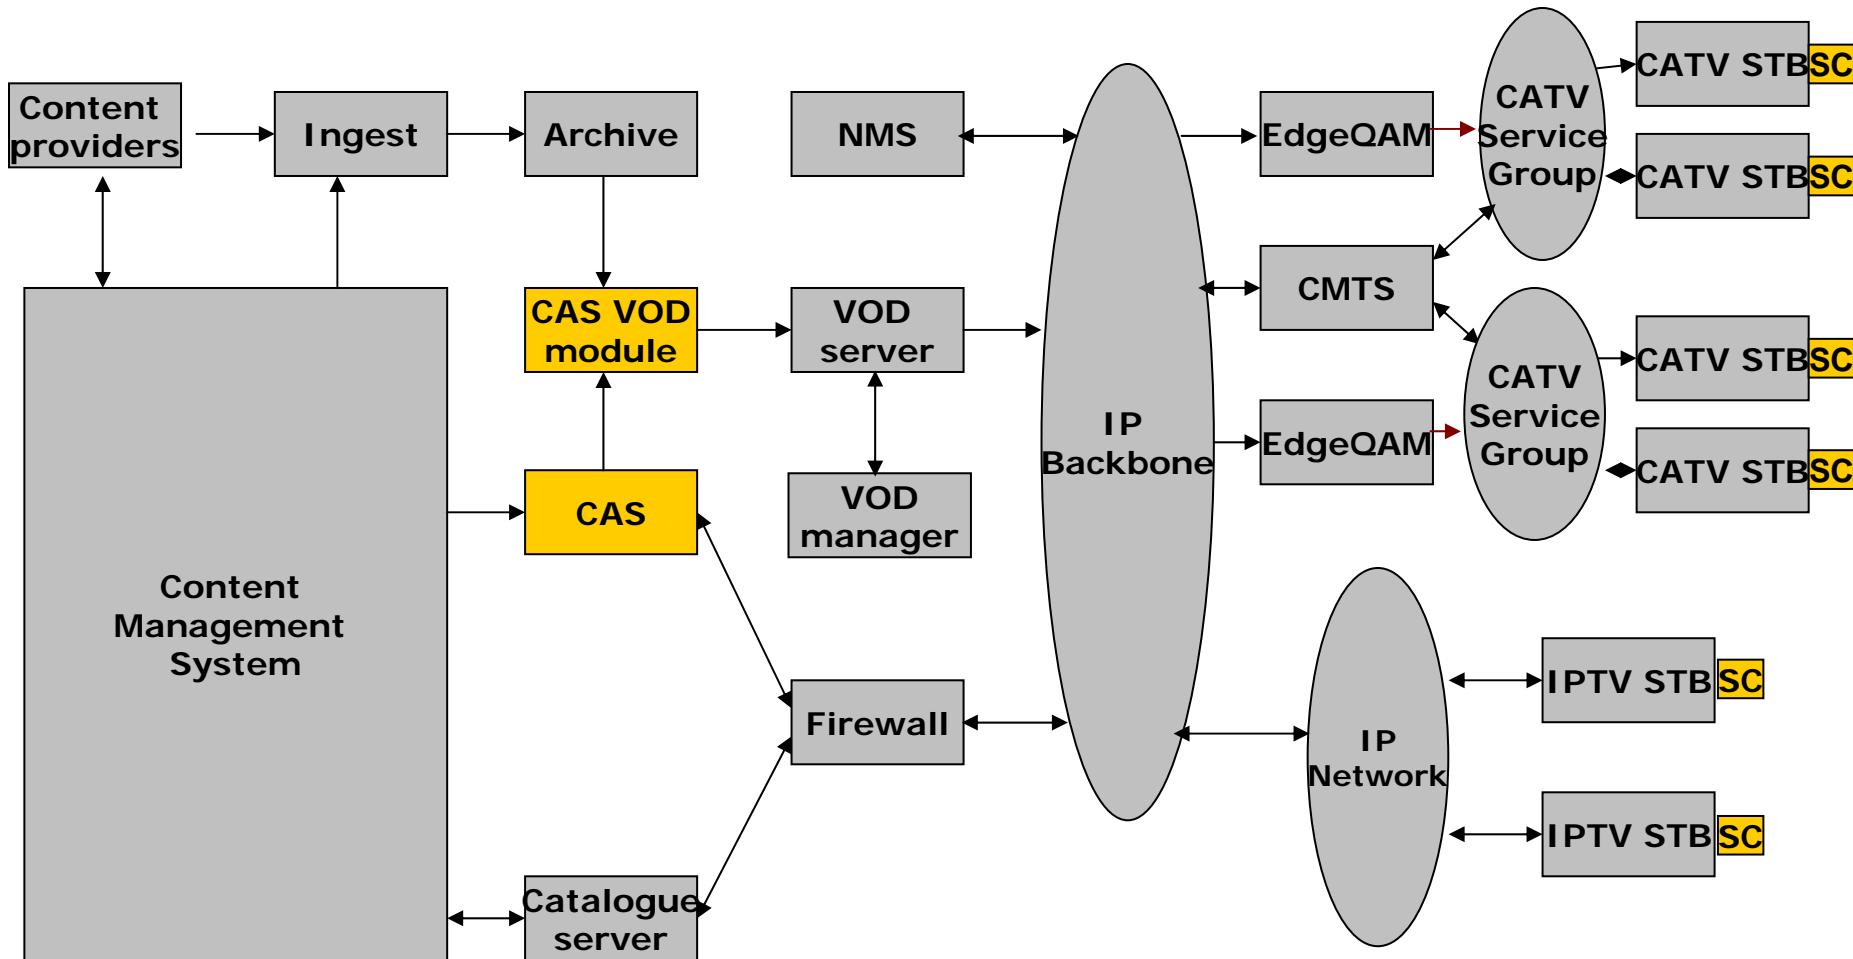 Content
providers
Ingest
Archive
NMS
EdgeQAM
CATV
Service
Group
CATV STB
SC
CATV STB
SC
CAS VOD
module
VOD
server
CMTS
IP
Backbone
EdgeQAM
CATV
Service
Group
CATV STB
SC
CATV STB
SC
CAS
VOD
manager
Content
Management
System
Firewall
IP
Network
IPTV STB
SC
IPTV STB
SC
Catalogue
server